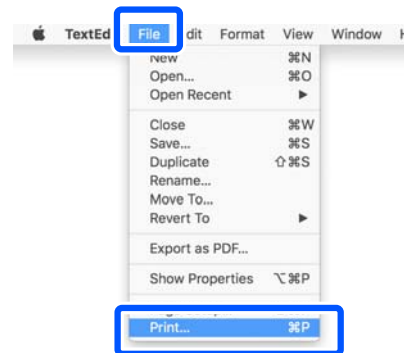 TextEd File dit Format View Window
New ⌘N
Open... ⌘O
Open Recent ▶
Close ⌘W
Save... ⌘S
Duplicate ⇧⌘S
Rename...
Move To...
Revert To ▶
Export as PDF...
Show Properties ⌥⌘P
Print... ⌘P